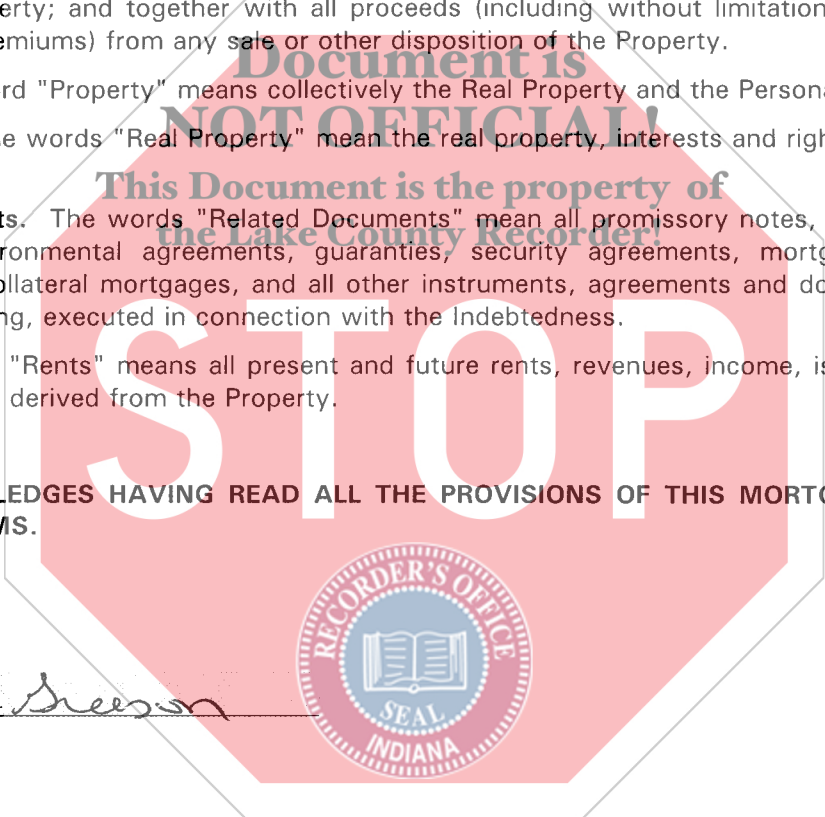 erty; and together with all proceeds (including without limitation
emiums) from any sale or other disposition of the Property.
Document is
rd "Property" means collectively the Real Property and the Persona
NOT OFFICIAL!
e words "Real Property" mean the real property, interests and righ
This Document is the property of
ts. The words "Related Documents" mean all promissory notes,
the Lake County Recorder!
ronmental agreements, guaranties, security agreements, mortg
ollateral mortgages, and all other instruments, agreements and do
ng, executed in connection with the Indebtedness.
"Rents" means all present and future rents, revenues, income, is
derived from the Property.
STOP
LEDGES HAVING READ ALL THE PROVISIONS OF THIS MORTG
MS.
RECORDER'S OFFICE
SEAL
INDIANA
Greeson